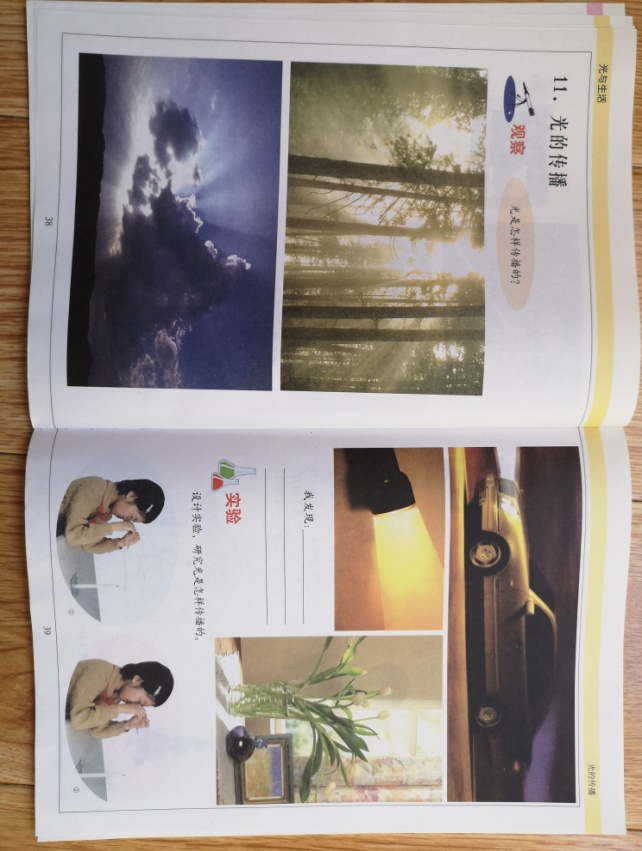 光与生活
11. 光的传播
观察
光是怎样传播的?
38
光的传播
我发现:
实验
设计实验,研究光是怎样传播的。
①
②
39